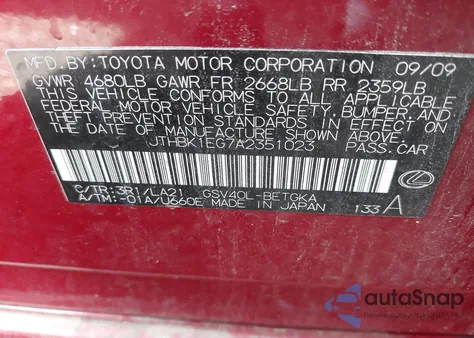 MFD. BY: TOYOTA MOTOR CORPORATION 09/09
GVWR 4680LB GAWR FR 2668LB RR 2359LB
THIS VEHICLE CONFORMS TO ALL APPLICABLE
FEDERAL MOTOR VEHICLE SAFETY, BUMPER, AND
THEFT PREVENTION STANDARDS IN EFFECT ON
THE DATE OF MANUFACTURE SHOWN ABOVE.
JTHBK1EG7A2351023 PASS.CAR
C/TR: 3R1/LA21 GSV40L-BETGKA
A/TM: -01A/U660E MADE IN JAPAN 133 A
autoSnap